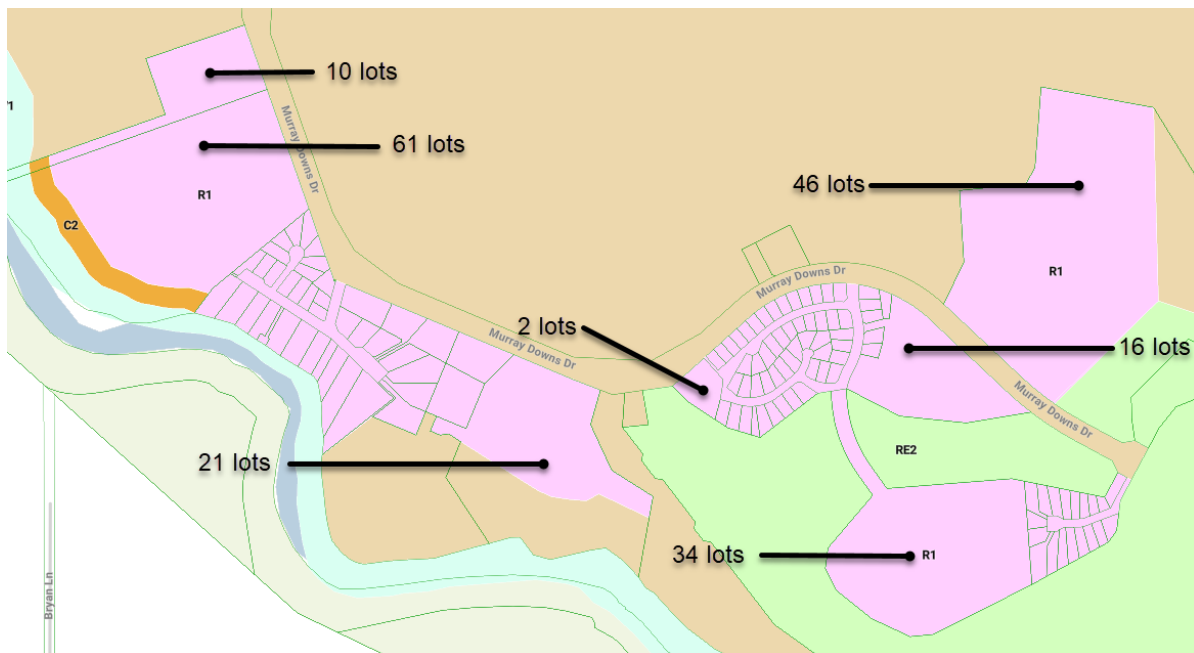 10 lots
71
Murray Downs Dr
61 lots
46 lots
R1
C2
R1
Murray Downs Dr
2 lots
Murray Downs Dr
16 lots
Murray Downs Dr
RE2
21 lots
34 lots
R1
Bryan Ln